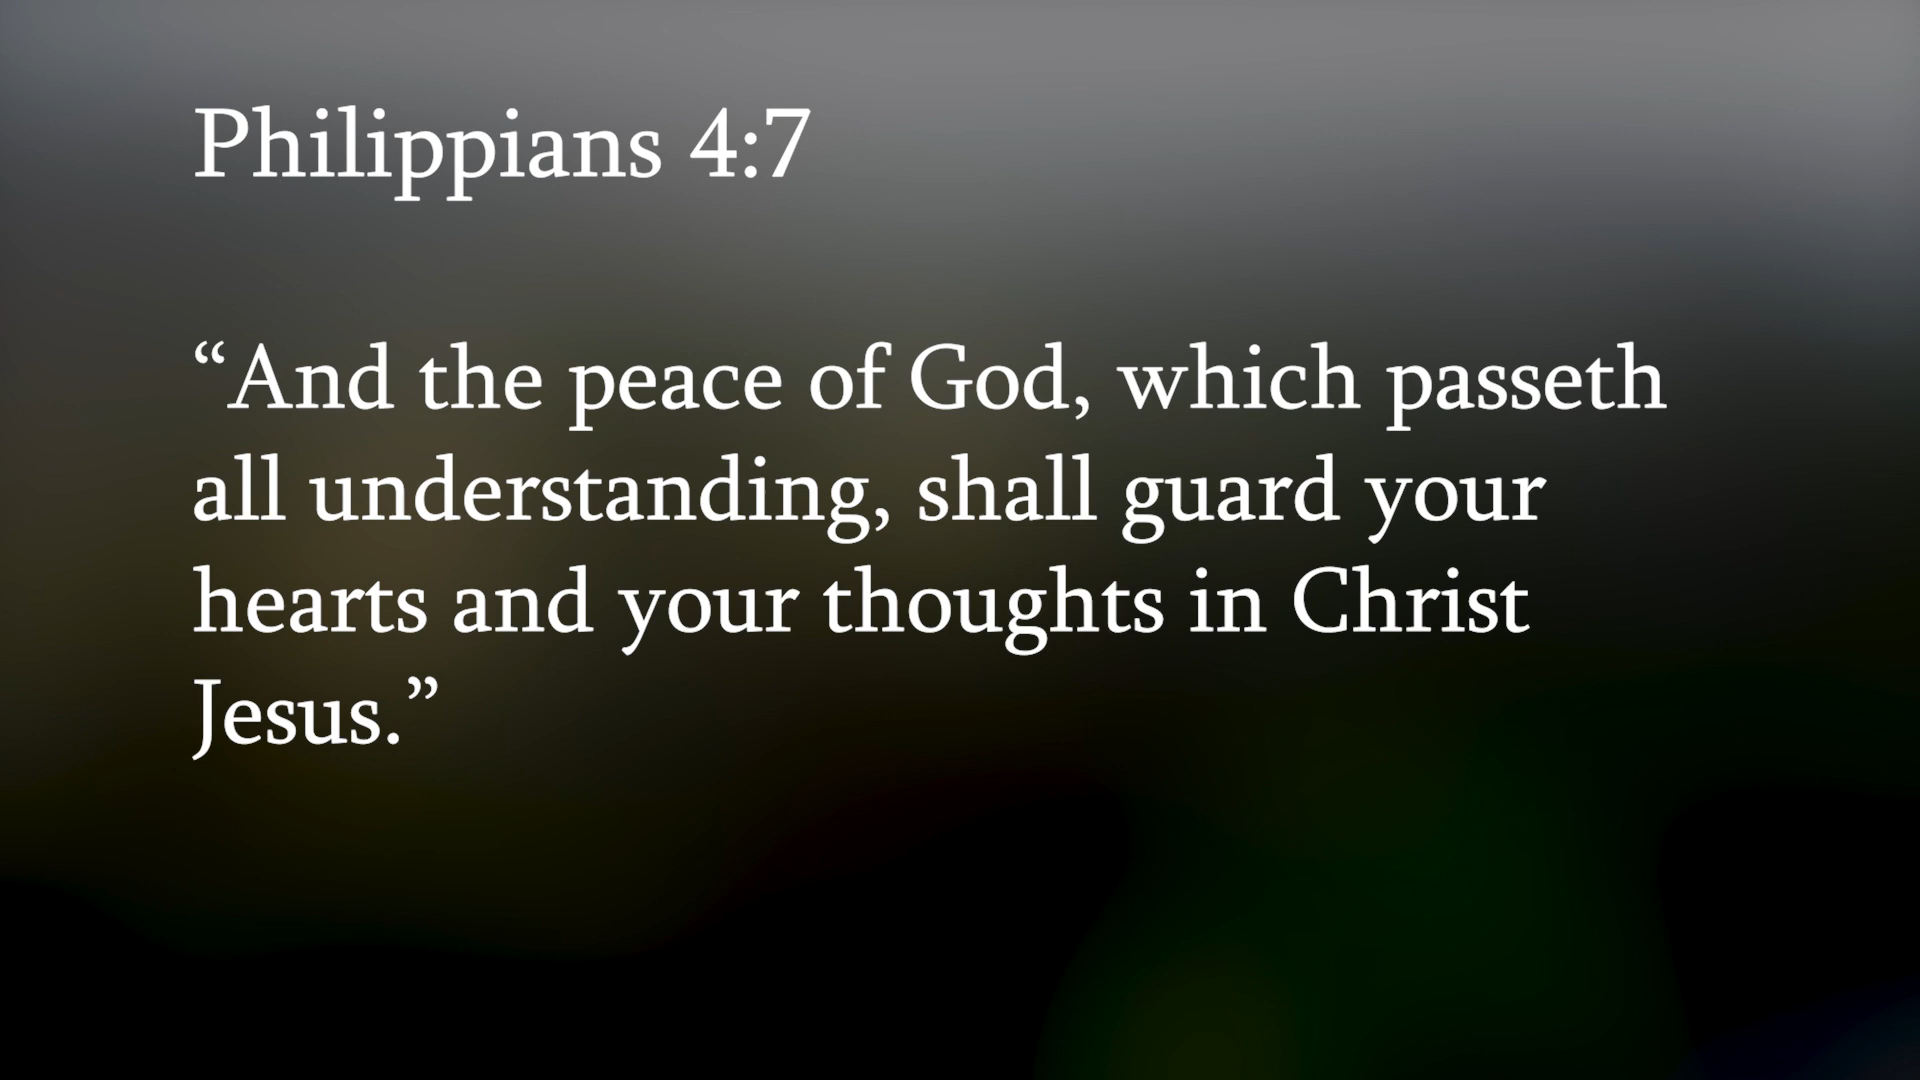 Philippians 4:7
“And the peace of God, which passeth
all understanding, shall guard your
hearts and your thoughts in Christ
Jesus.”